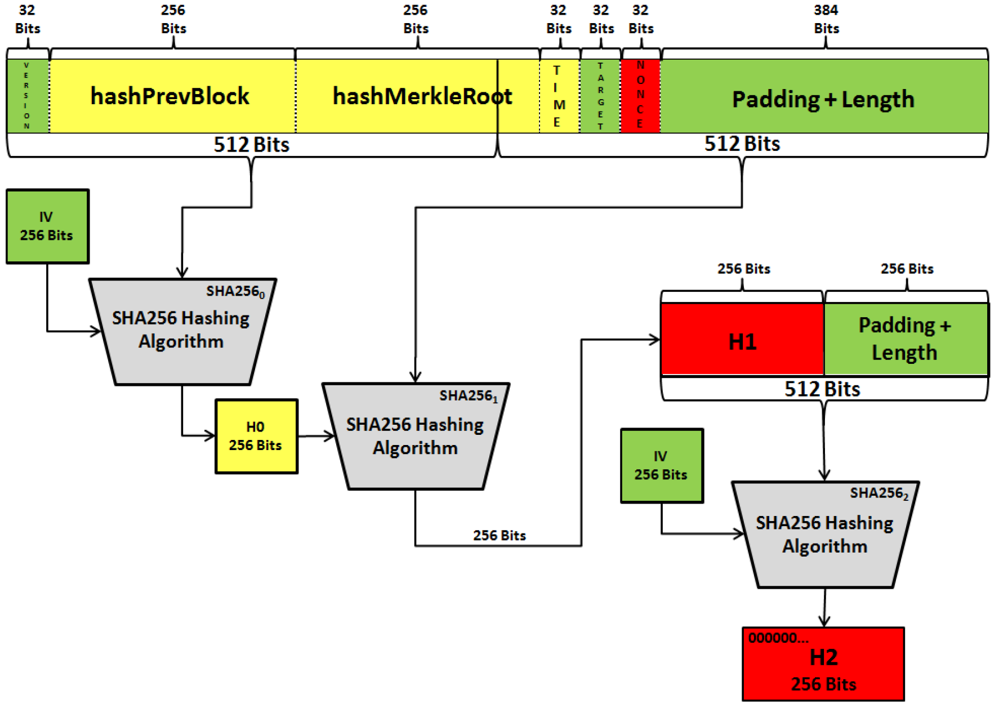 32
Bits
256
Bits
256
Bits
32
Bits
32
Bits
32
Bits
384
Bits
VERSION
hashPrevBlock
hashMerkleRoot
TIME
TARGET
NONCE
Padding + Length
512 Bits
512 Bits
IV
256 Bits
SHA256₀
SHA256 Hashing
Algorithm
H0
256 Bits
SHA256₁
SHA256 Hashing
Algorithm
256 Bits
256 Bits
256 Bits
H1
Padding +
Length
512 Bits
IV
256 Bits
SHA256₂
SHA256 Hashing
Algorithm
000000...
H2
256 Bits